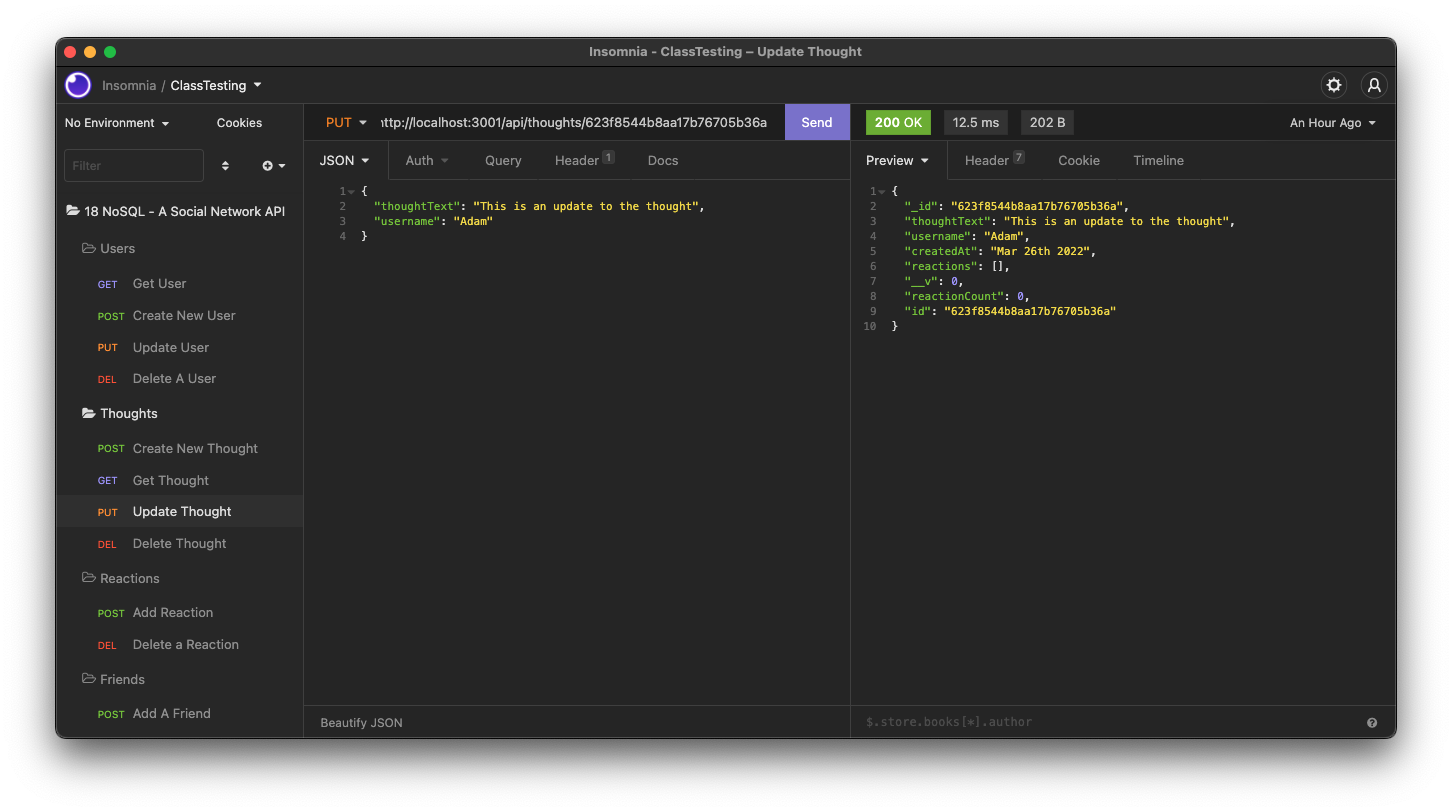 Insomnia - ClassTesting – Update Thought
Insomnia / ClassTesting
No Environment Cookies
Filter
18 NoSQL - A Social Network API
Users
GET Get User
POST Create New User
PUT Update User
DEL Delete A User
Thoughts
POST Create New Thought
GET Get Thought
PUT Update Thought
DEL Delete Thought
Reactions
POST Add Reaction
DEL Delete a Reaction
Friends
POST Add A Friend
PUT ttp://localhost:3001/api/thoughts/623f8544b8aa17b76705b36a Send
JSON Auth Query Header 1 Docs
1 {
2 "thoughtText": "This is an update to the thought",
3 "username": "Adam"
4 }
Beautify JSON
200 OK 12.5 ms 202 B An Hour Ago
Preview Header 7 Cookie Timeline
1 {
2 "_id": "623f8544b8aa17b76705b36a",
3 "thoughtText": "This is an update to the thought",
4 "username": "Adam",
5 "createdAt": "Mar 26th 2022",
6 "reactions": [],
7 "__v": 0,
8 "reactionCount": 0,
9 "id": "623f8544b8aa17b76705b36a"
10 }
$.store.books[*].author